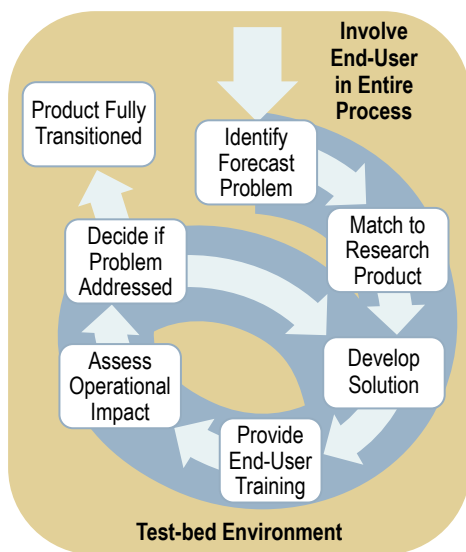 Involve
End-User
in Entire
Process
Product Fully
Transitioned
Identify
Forecast
Problem
Match to
Research
Product
Decide if
Problem
Addressed
Develop
Solution
Assess
Operational
Impact
Provide
End-User
Training
Test-bed Environment